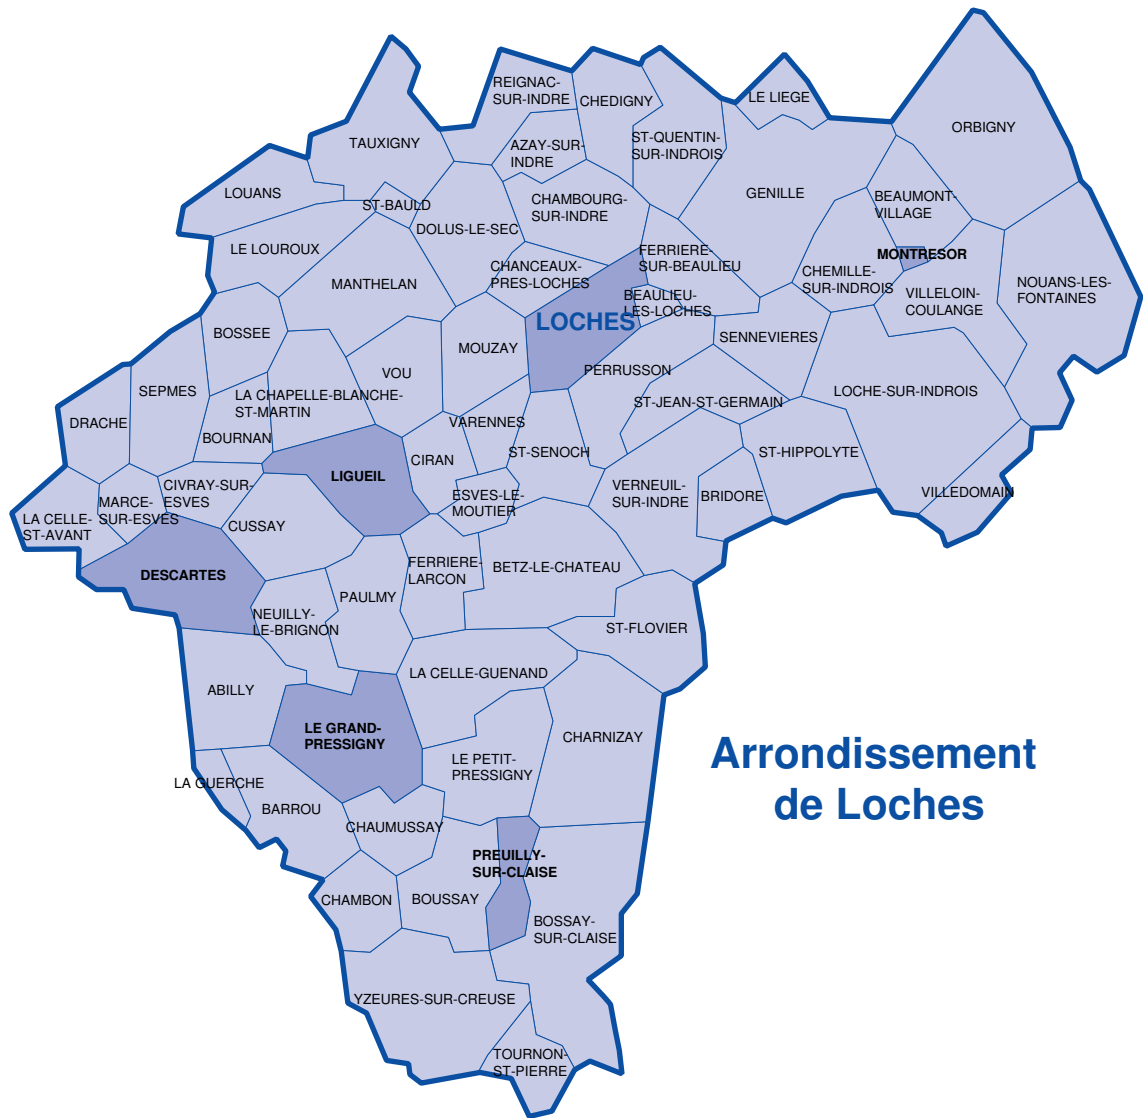 REIGNAC-
SUR-INDRE
CHEDIGNY
LE LIEGE
ORBIGNY
TAUXIGNY
AZAY-SUR-
INDRE
ST-QUENTIN-
SUR-INDROIS
LOUANS
ST-BAULD
CHAMBOURG-
SUR-INDRE
GENILLE
BEAUMONT-
VILLAGE
DOLUS-LE-SEC
LE LOUROUX
FERRIERE-
SUR-BEAULIEU
MONTRESOR
MANTHELAN
CHANCEAUX-
PRES-LOCHES
CHEMILLE-
SUR-INDROIS
NOUANS-LES-
FONTAINES
BEAULIEU-
LES-LOCHES
VILLELOIN-
COULANGE
LOCHES
BOSSEE
MOUZAY
SENNEVIERES
VOU
PERRUSSON
SEPMES
LA CHAPELLE-BLANCHE-
ST-MARTIN
LOCHE-SUR-INDROIS
ST-JEAN-ST-GERMAIN
DRACHE
BOURNAN
VARENNES
CIRAN
ST-SENOCH
ST-HIPPOLYTE
LIGUEIL
CIVRAY-SUR-
ESVES
VERNEUIL-
SUR-INDRE
BRIDORE
VILLEDOMAIN
ESVES-LE-
MOUTIER
MARCE-
SUR-ESVES
LA CELLE-
ST-AVANT
CUSSAY
DESCARTES
FERRIERE-
LARCON
BETZ-LE-CHATEAU
PAULMY
NEUILLY-
LE-BRIGNON
ST-FLOVIER
LA CELLE-GUENAND
ABILLY
LE GRAND-
PRESSIGNY
CHARNIZAY
LE PETIT-
PRESSIGNY
Arrondissement
de Loches
LA GUERCHE
BARROU
CHAUMUSSAY
PREUILLY-
SUR-CLAISE
CHAMBON
BOUSSAY
BOSSAY-
SUR-CLAISE
YZEURES-SUR-CREUSE
TOURNON-
ST-PIERRE